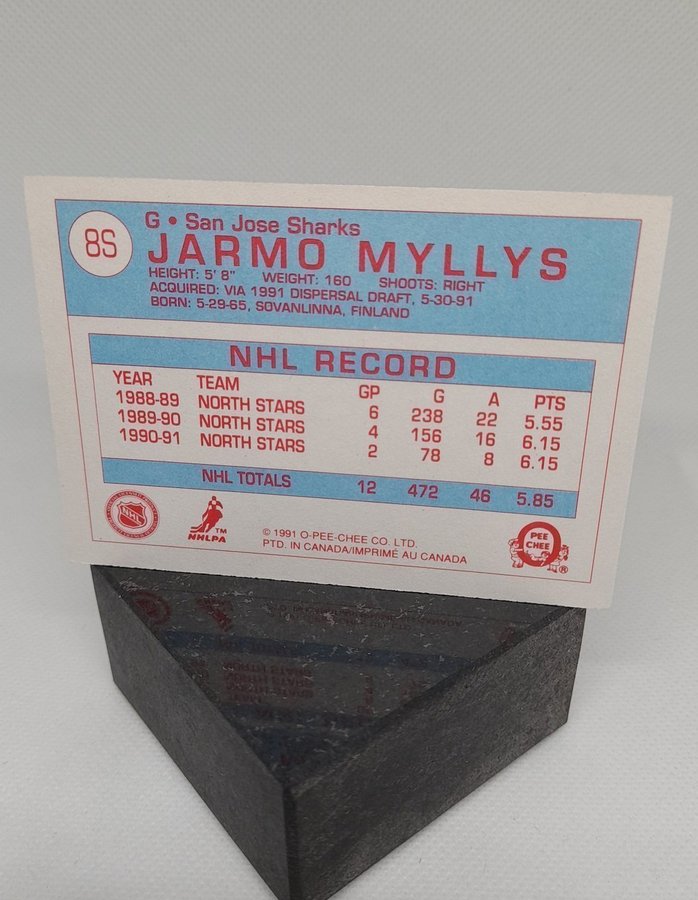 8S
G • San Jose Sharks
JARMO MYLLYS
HEIGHT: 5' 8" WEIGHT: 160 SHOOTS: RIGHT
ACQUIRED: VIA 1991 DISPERSAL DRAFT, 5-30-91
BORN: 5-29-65, SOVANLINNA, FINLAND
NHL RECORD
YEAR TEAM GP G A PTS
1988-89 NORTH STARS 6 238 22 5.55
1989-90 NORTH STARS 4 156 16 6.15
1990-91 NORTH STARS 2 78 8 6.15
NHL TOTALS 12 472 46 5.85
NHL
NHLPA TM
© 1991 O-PEE-CHEE CO. LTD.
PTD. IN CANADA/IMPRIMÉ AU CANADA
PEE
CHEE
®